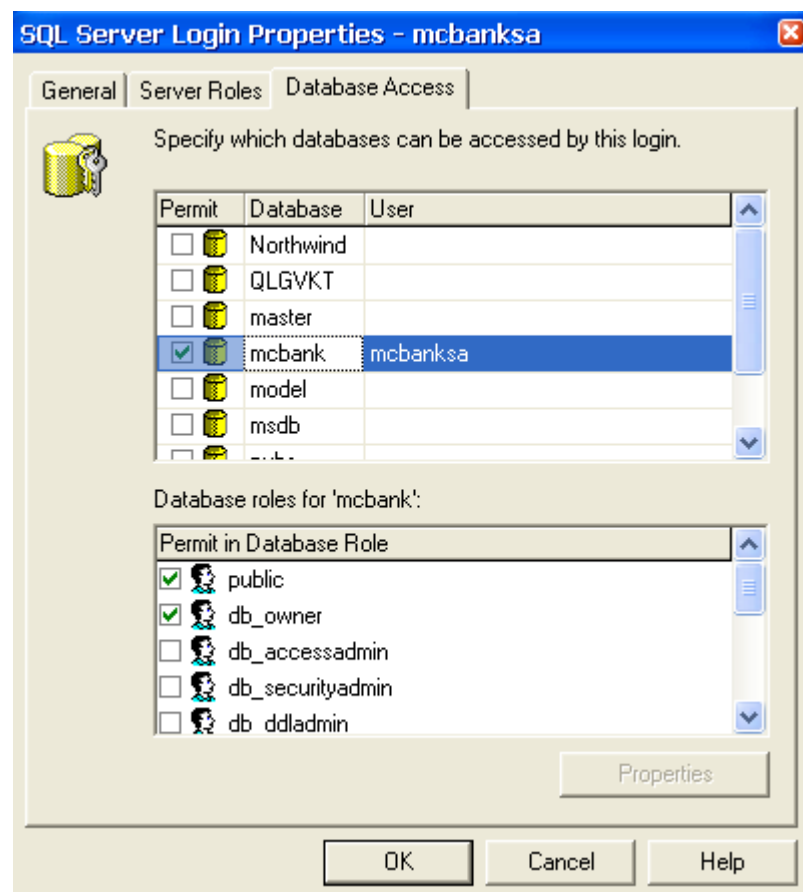 SQL Server Login Properties - mcbanksa
General Server Roles Database Access
Specify which databases can be accessed by this login.
Permit Database User
Northwind
QLGVKT
master
mcbank mcbanksa
model
msdb
Database roles for 'mcbank':
Permit in Database Role
public
db_owner
db_accessadmin
db_securityadmin
db_ddladmin
Properties
OK Cancel Help